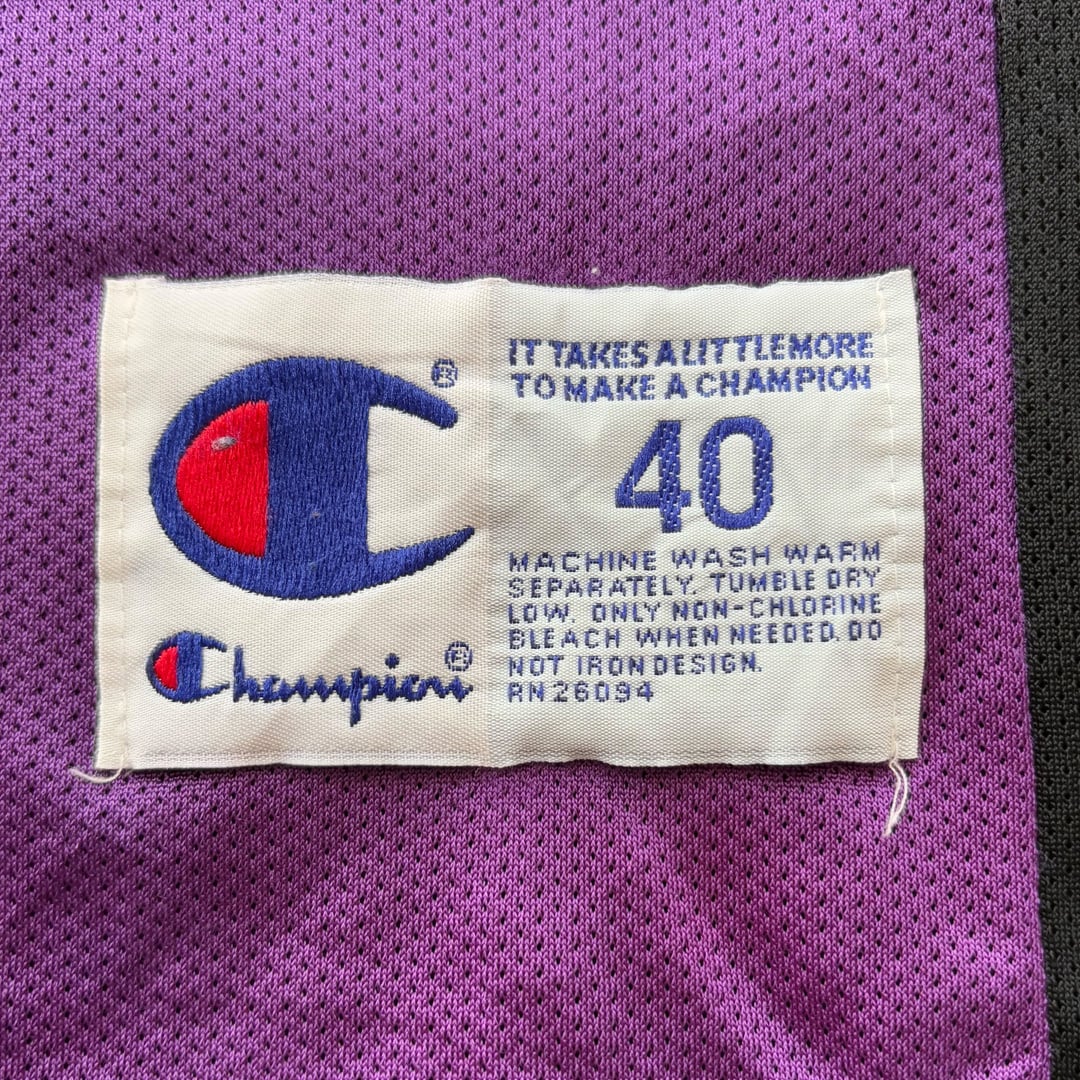 ®
Champion®
IT TAKES A LITTLE MORE
TO MAKE A CHAMPION
40
MACHINE WASH WARM
SEPARATELY. TUMBLE DRY
LOW. ONLY NON-CHLORINE
BLEACH WHEN NEEDED. DO
NOT IRON DESIGN.
RN 26094